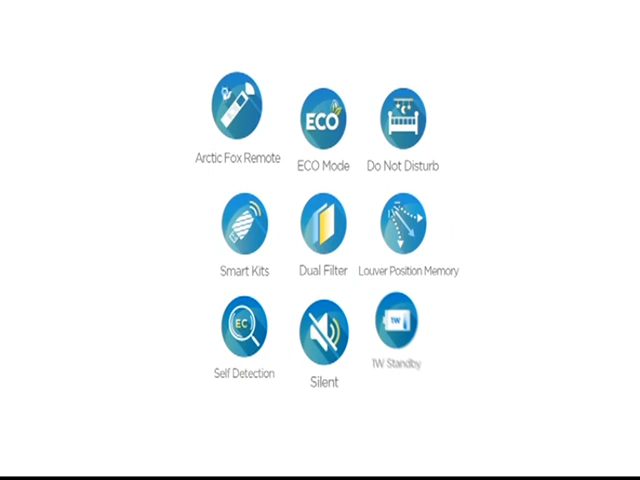 Arctic Fox Remote
ECO
ECO Mode
Do Not Disturb
Smart Kits
Dual Filter
Louver Position Memory
EC
Self Detection
Silent
1W
1W Standby